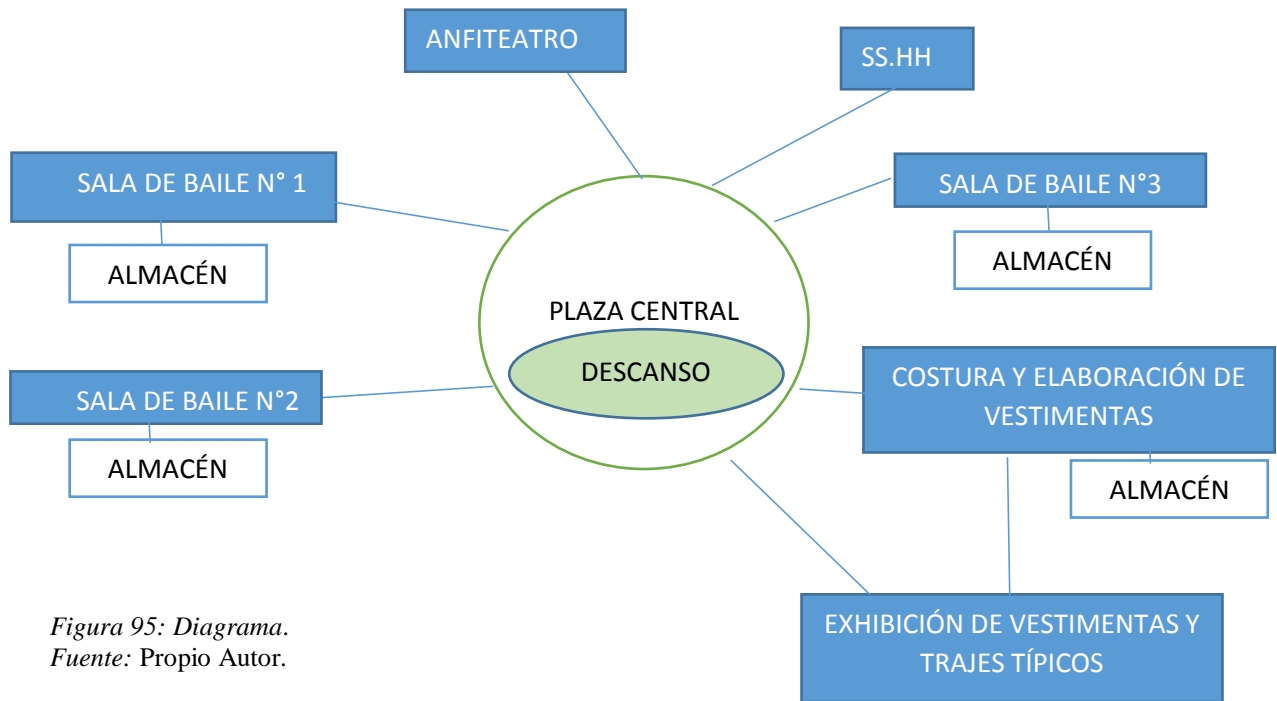 ANFITEATRO
SS.HH
SALA DE BAILE N° 1
SALA DE BAILE N°3
ALMACÉN
ALMACÉN
PLAZA CENTRAL
DESCANSO
COSTURA Y ELABORACIÓN DE
VESTIMENTAS
SALA DE BAILE N°2
ALMACÉN
ALMACÉN
EXHIBICIÓN DE VESTIMENTAS Y
TRAJES TÍPICOS
Figura 95: Diagrama.
Fuente: Propio Autor.